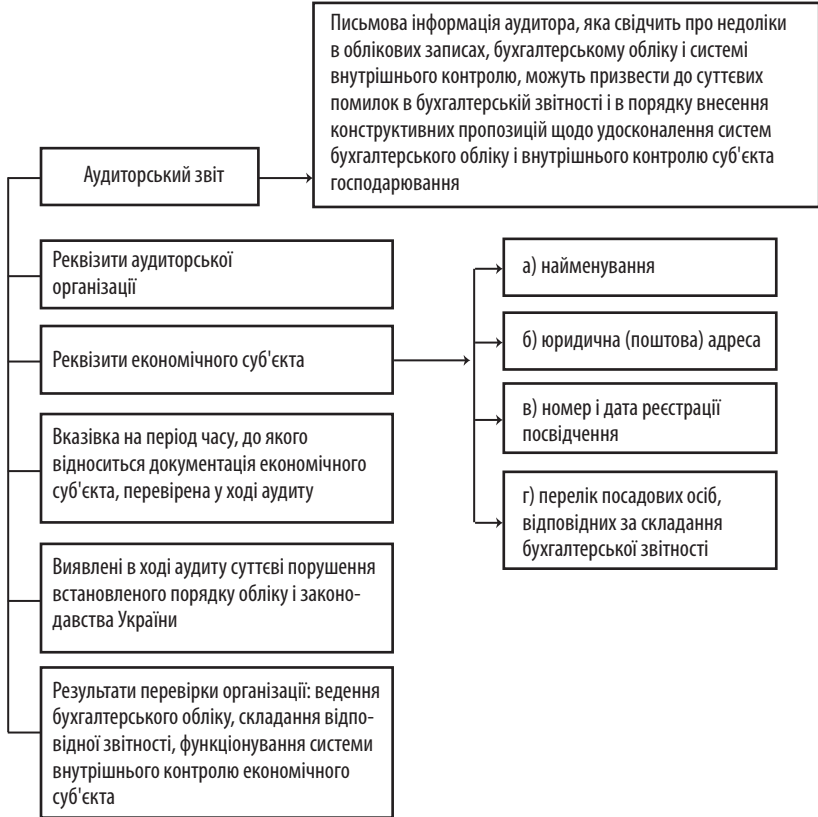 Письмова інформація аудитора, яка свідчить про недоліки
в облікових записах, бухгалтерському обліку і системі
внутрішнього контролю, можуть призвести до суттєвих
помилок в бухгалтерській звітності і в порядку внесення
конструктивних пропозицій щодо удосконалення систем
бухгалтерського обліку і внутрішнього контролю суб'єкта
господарювання
Аудиторський звіт
Реквізити аудиторської
організації
Реквізити економічного суб'єкта
Вказівка на період часу, до якого
відноситься документація економічного
суб'єкта, перевірена у ході аудиту
Виявлені в ході аудиту суттєві порушення
встановленого порядку обліку і законо-
давства України
Результати перевірки організації: ведення
бухгалтерського обліку, складання відпо-
відної звітності, функціонування системи
внутрішнього контролю економічного
суб'єкта
а) найменування
б) юридична (поштова) адреса
в) номер і дата реєстрації
посвідчення
г) перелік посадових осіб,
відповідних за складання
бухгалтерської звітності